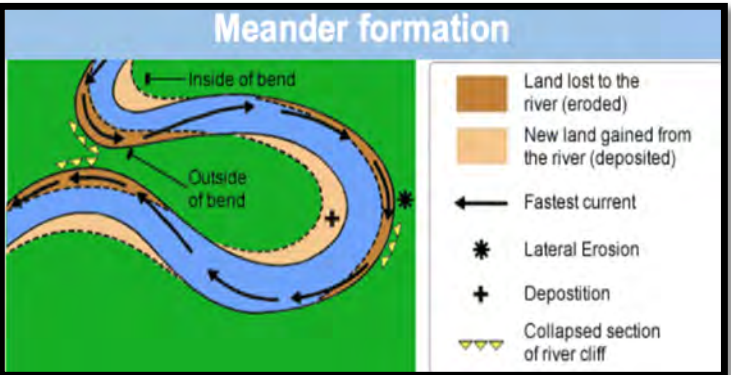 Meander formation
Inside of bend
Outside
of bend
Land lost to the
river (eroded)
New land gained from
the river (deposited)
Fastest current
Lateral Erosion
Depostition
Collapsed section
of river cliff